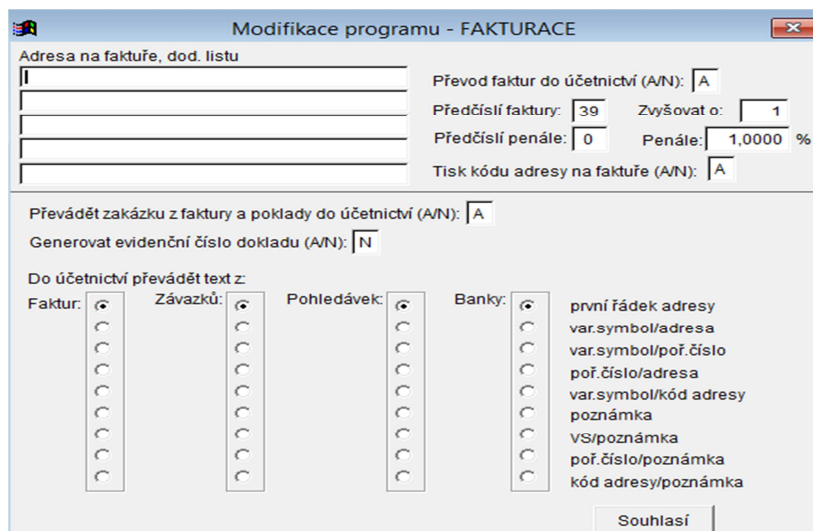 Modifikace programu - FAKTURACE
Adresa na faktuře, dod. listu
Převod faktur do účetnictví (A/N): A
Předčíslí faktury: 39 Zvyšovat o: 1
Předčíslí penále: 0 Penále: 1,0000 %
Tisk kódu adresy na faktuře (A/N): A
Převádět zakázku z faktury a poklady do účetnictví (A/N): A
Generovat evidenční číslo dokladu (A/N): N
Do účetnictví převádět text z:
Faktur: Závazků: Pohledávek: Banky: první řádek adresy
var.symbol/adresa
var.symbol/poř.číslo
poř.číslo/adresa
var.symbol/kód adresy
poznámka
VS/poznámka
poř.číslo/poznámka
kód adresy/poznámka
Souhlasí